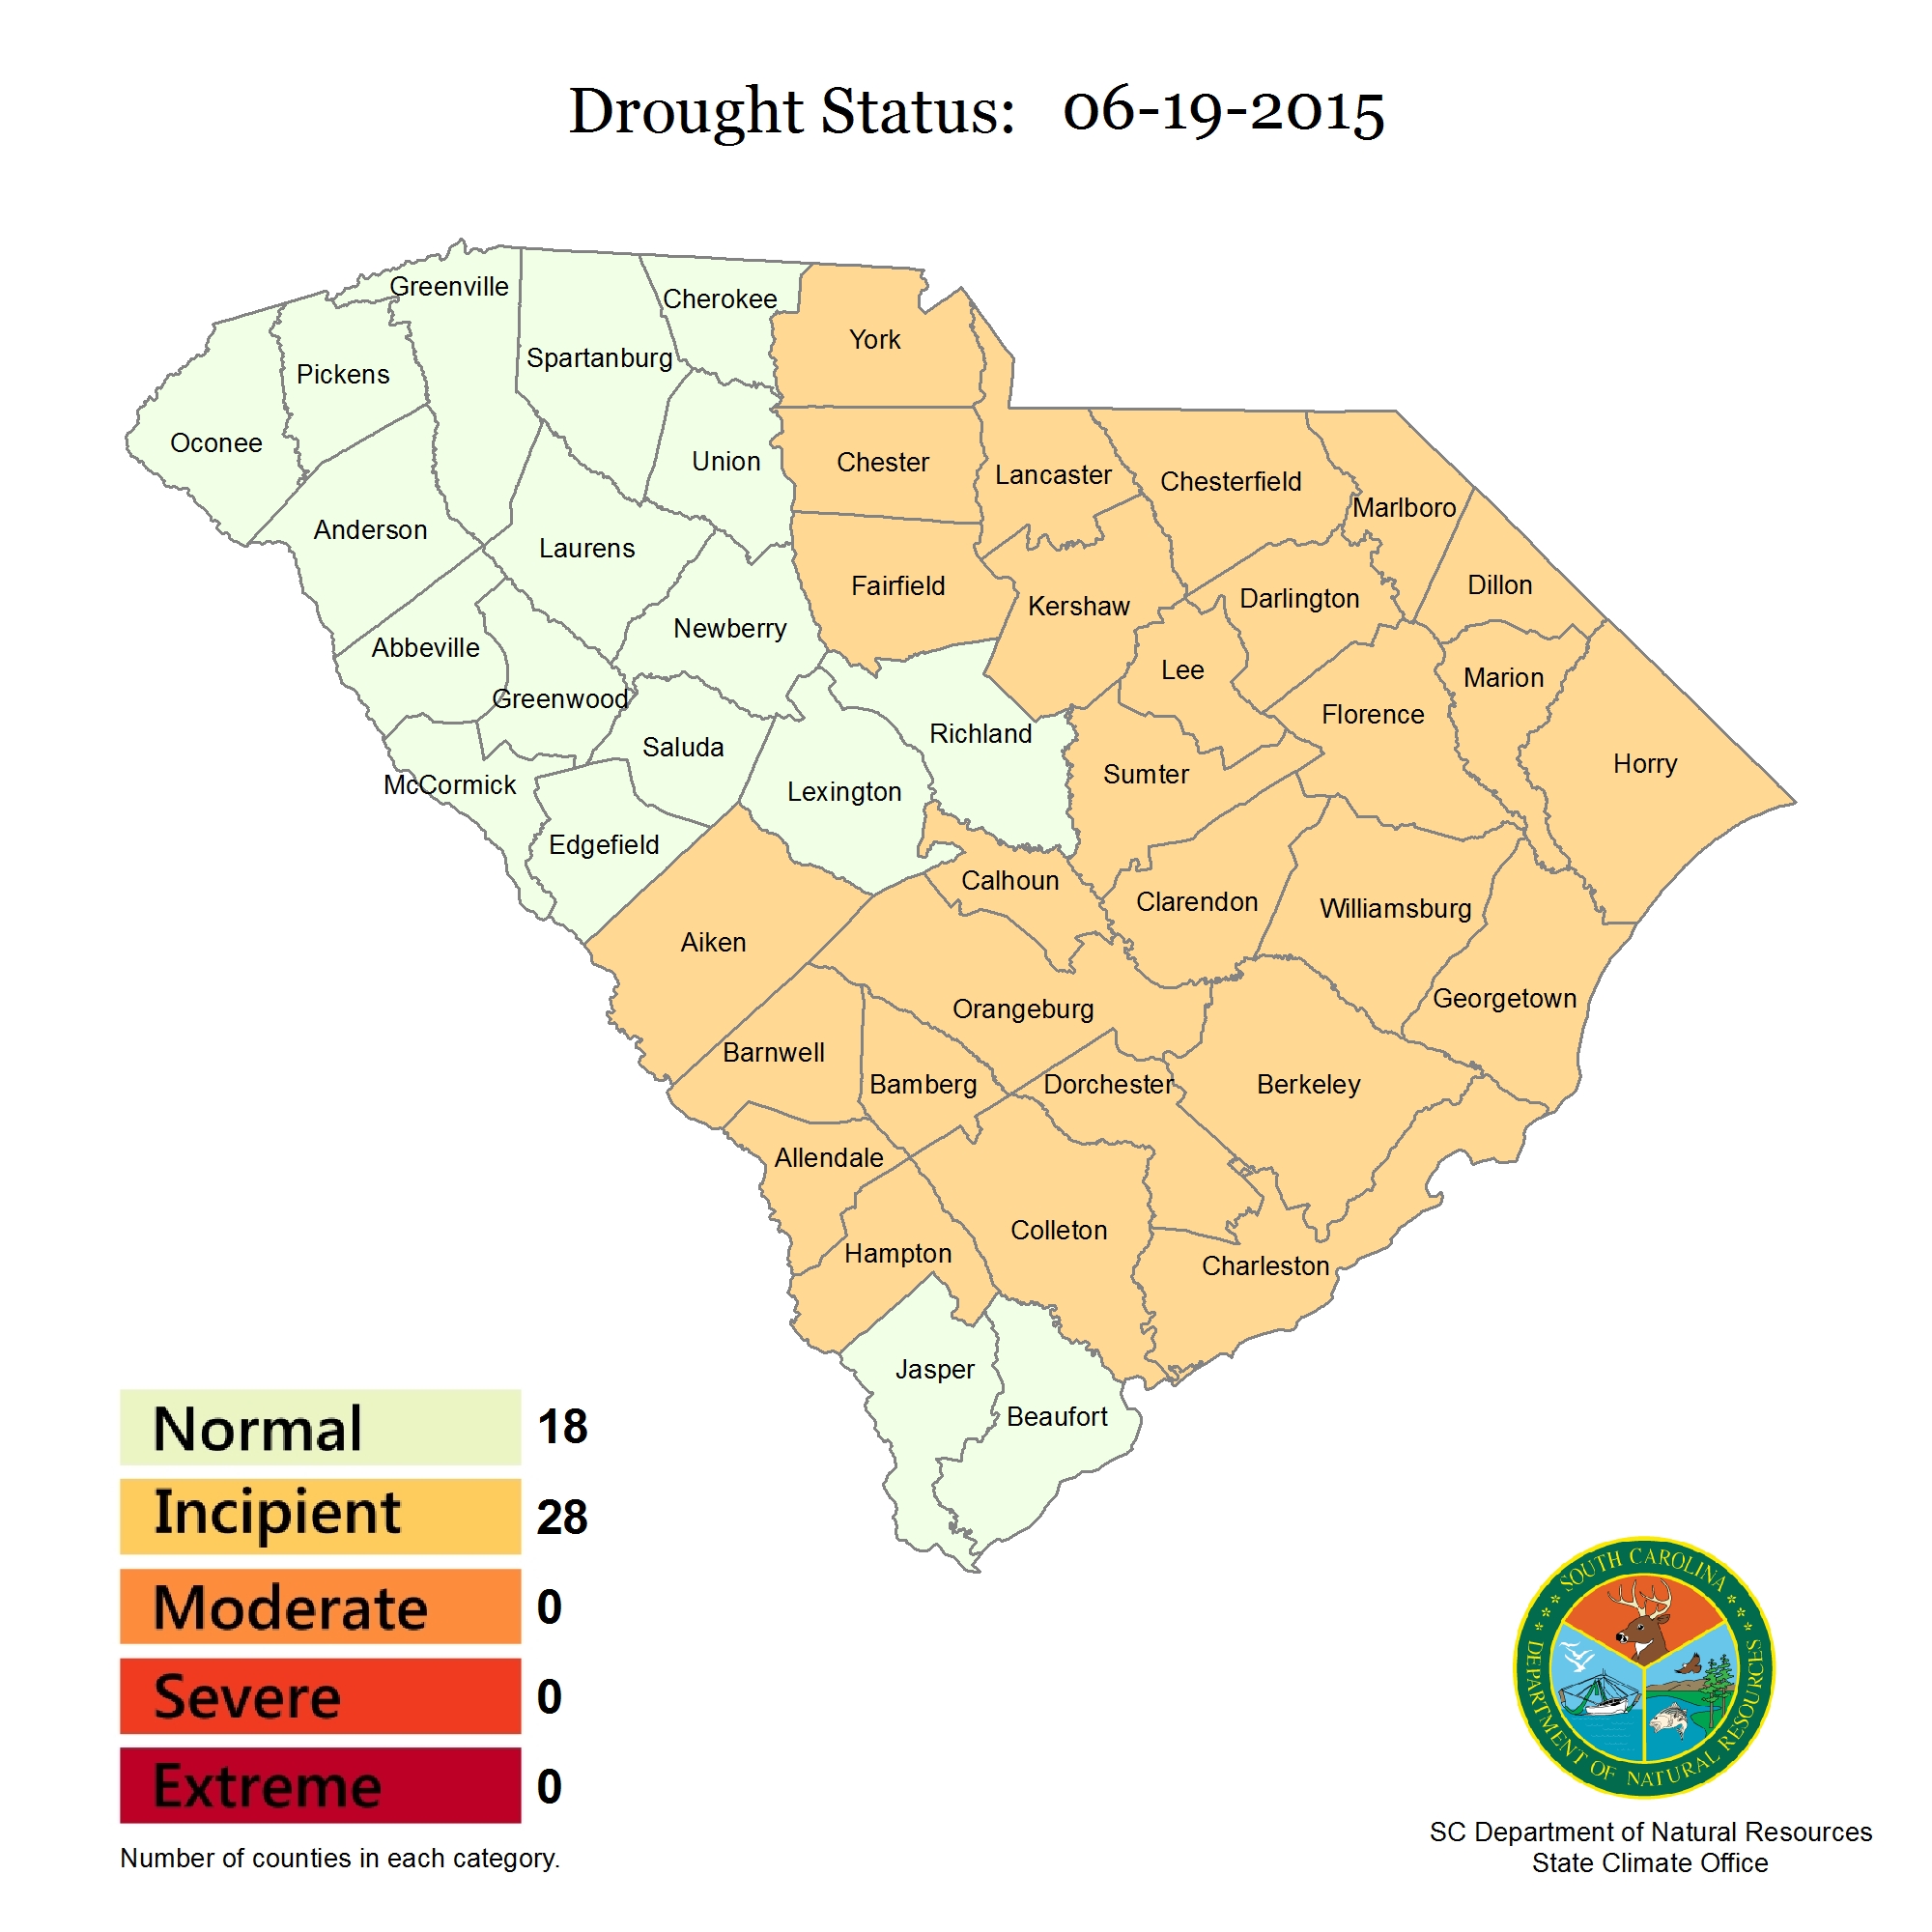 Drought Status: 06-19-2015
Greenville
Cherokee
York
Spartanburg
Pickens
Oconee
Union
Chester
Lancaster
Chesterfield
Marlboro
Anderson
Laurens
Fairfield
Kershaw
Darlington
Dillon
Newberry
Abbeville
Greenwood
Lee
Marion
Florence
Richland
Saluda
Horry
Sumter
McCormick
Lexington
Edgefield
Calhoun
Clarendon
Williamsburg
Aiken
Georgetown
Orangeburg
Barnwell
Bamberg
Dorchester
Berkeley
Allendale
Colleton
Hampton
Charleston
Jasper
Beaufort
Normal 18
Incipient 28
Moderate 0
Severe 0
Extreme 0
Number of counties in each category.
SOUTH CAROLINA
DEPARTMENT OF NATURAL RESOURCES
SC Department of Natural Resources
State Climate Office